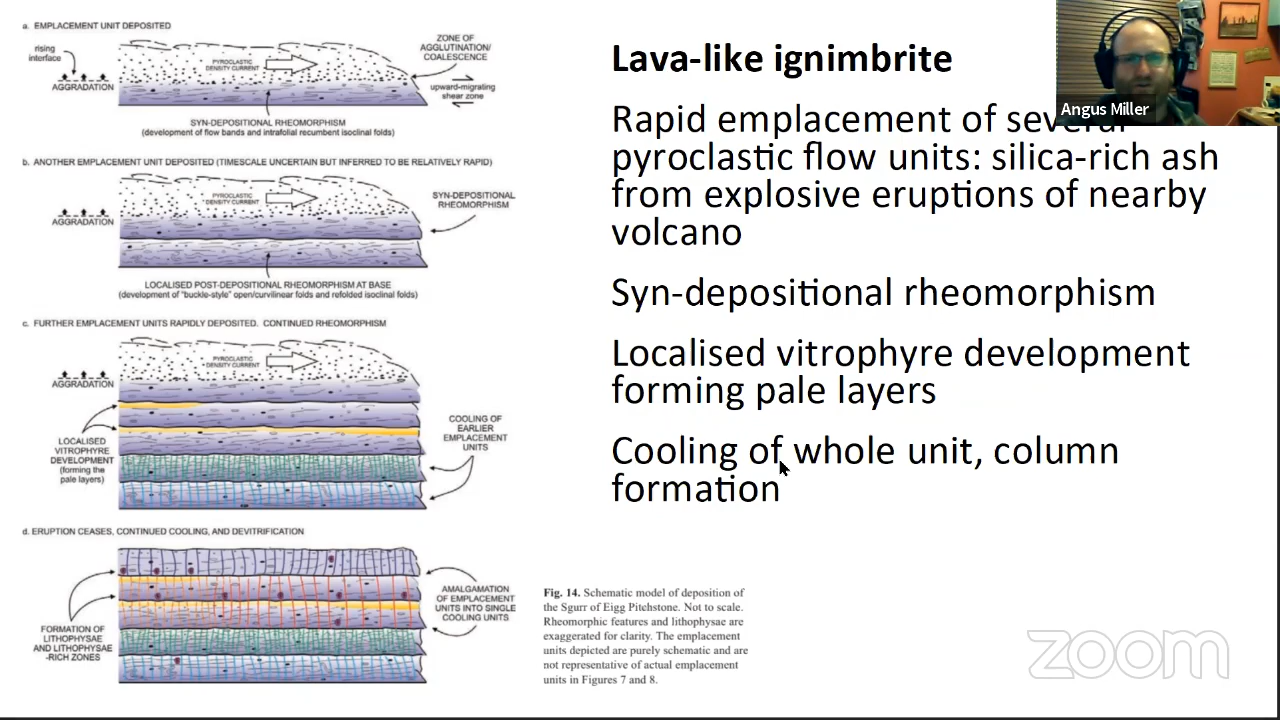 a. EMPLACEMENT UNIT DEPOSITED
rising
interface
PYROCLASTIC
DENSITY CURRENT
ZONE OF
AGGLUTINATION/
COALESCENCE
AGGRADATION
upward-migrating
shear zone
SYN-DEPOSITIONAL RHEOMORPHISM
(development of flow bands and intrafolial recumbent isoclinal folds)
b. ANOTHER EMPLACEMENT UNIT DEPOSITED (TIMESCALE UNCERTAIN BUT INFERRED TO BE RELATIVELY RAPID)
PYROCLASTIC
DENSITY CURRENT
SYN-DEPOSITIONAL
RHEOMORPHISM
AGGRADATION
LOCALISED POST-DEPOSITIONAL RHEOMORPHISM AT BASE
(development of "buckle-style" open/curvilinear folds and refolded isoclinal folds)
c. FURTHER EMPLACEMENT UNITS RAPIDLY DEPOSITED. CONTINUED RHEOMORPHISM
PYROCLASTIC
DENSITY CURRENT
AGGRADATION
LOCALISED
VITROPHYRE
DEVELOPMENT
(forming the
pale layers)
COOLING OF
EARLIER
EMPLACEMENT
UNITS
d. ERUPTION CEASES, CONTINUED COOLING, AND DEVITRIFICATION
FORMATION OF
LITHOPHYSAE
AND LITHOPHYSAE
-RICH ZONES
AMALGAMATION
OF EMPLACEMENT
UNITS INTO SINGLE
COOLING UNITS
Fig. 14. Schematic model of deposition of
the Sgurr of Eigg Pitchstone. Not to scale.
Rheomorphic features and lithophysae are
exaggerated for clarity. The emplacement
units depicted are purely schematic and are
not representative of actual emplacement
units in Figures 7 and 8.
Lava-like ignimbrite
Rapid emplacement of several
pyroclastic flow units: silica-rich ash
from explosive eruptions of nearby
volcano
Syn-depositional rheomorphism
Localised vitrophyre development
forming pale layers
Cooling of whole unit, column
formation
Angus Miller
zoom